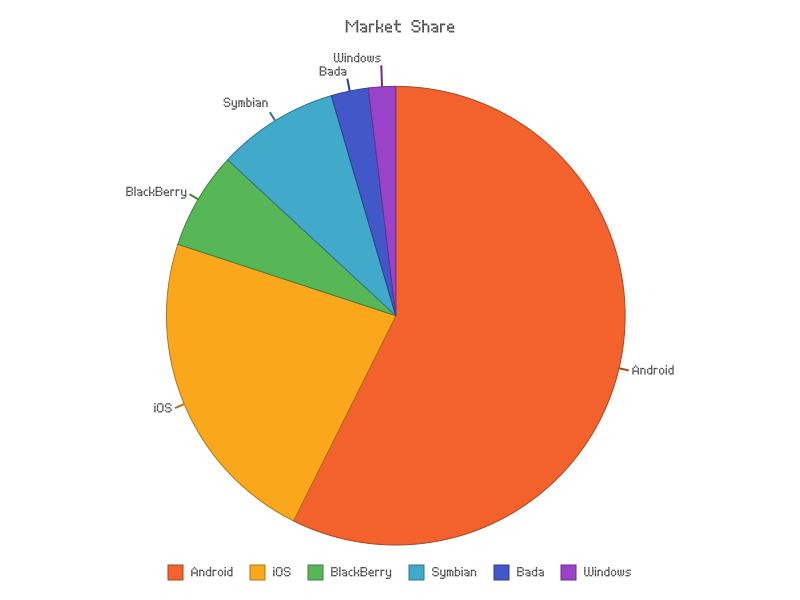 Market Share
Windows
Bada
Symbian
BlackBerry
Android
iOS
Android iOS BlackBerry Symbian Bada Windows